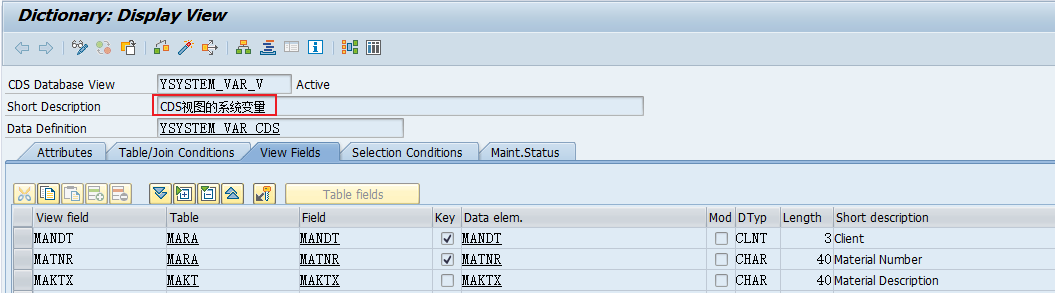 Dictionary: Display View
CDS Database View YSYSTEM_VAR_V Active
Short Description CDS视图的系统变量
Data Definition YSYSTEM_VAR_CDS
Attributes Table/Join Conditions View Fields Selection Conditions Maint.Status
Table fields
View field Table Field Key Data elem. Mod DTyp Length Short description
MANDT MARA MANDT MANDT CLNT 3 Client
MATNR MARA MATNR MATNR CHAR 40 Material Number
MAKTX MAKT MAKTX MAKTX CHAR 40 Material Description